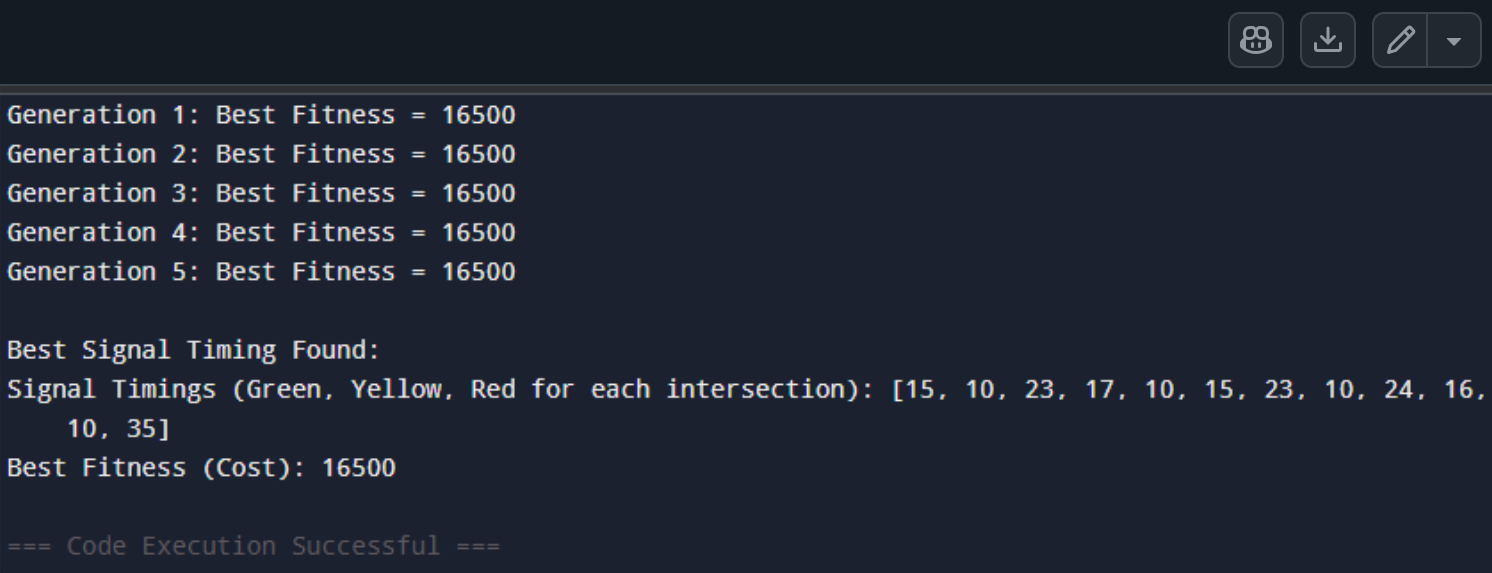 Generation 1: Best Fitness = 16500
Generation 2: Best Fitness = 16500
Generation 3: Best Fitness = 16500
Generation 4: Best Fitness = 16500
Generation 5: Best Fitness = 16500
Best Signal Timing Found:
Signal Timings (Green, Yellow, Red for each intersection): [15, 10, 23, 17, 10, 15, 23, 10, 24, 16,
10, 35]
Best Fitness (Cost): 16500
=== Code Execution Successful ===